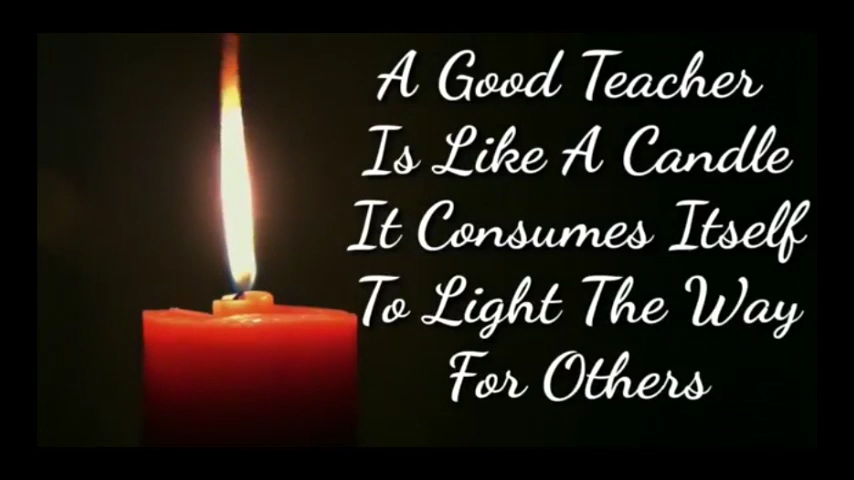 A Good Teacher
Is Like A Candle
It Consumes Itself
To Light The Way
For Others